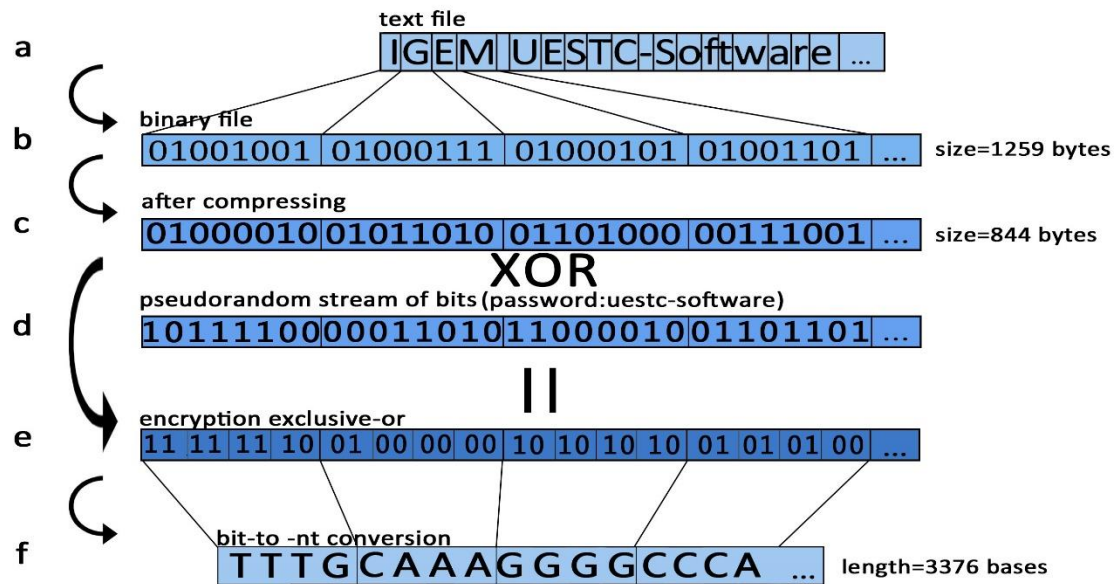 text file
a IGEM UESTC-Software ...
binary file
b 01001001 01000111 01000101 01001101 ... size=1259 bytes
after compressing
c 01000010 01011010 01101000 00111001 ... size=844 bytes
XOR
pseudorandom stream of bits (password:uestc-software)
d 10111100 00011010 11000010 01101101 ...
=
encryption exclusive-or
e 11 11 11 10 01 00 00 00 10 10 10 10 01 01 01 00 ...
bit-to -nt conversion
f TTTGCAAAGGGGCCCA ... length=3376 bases